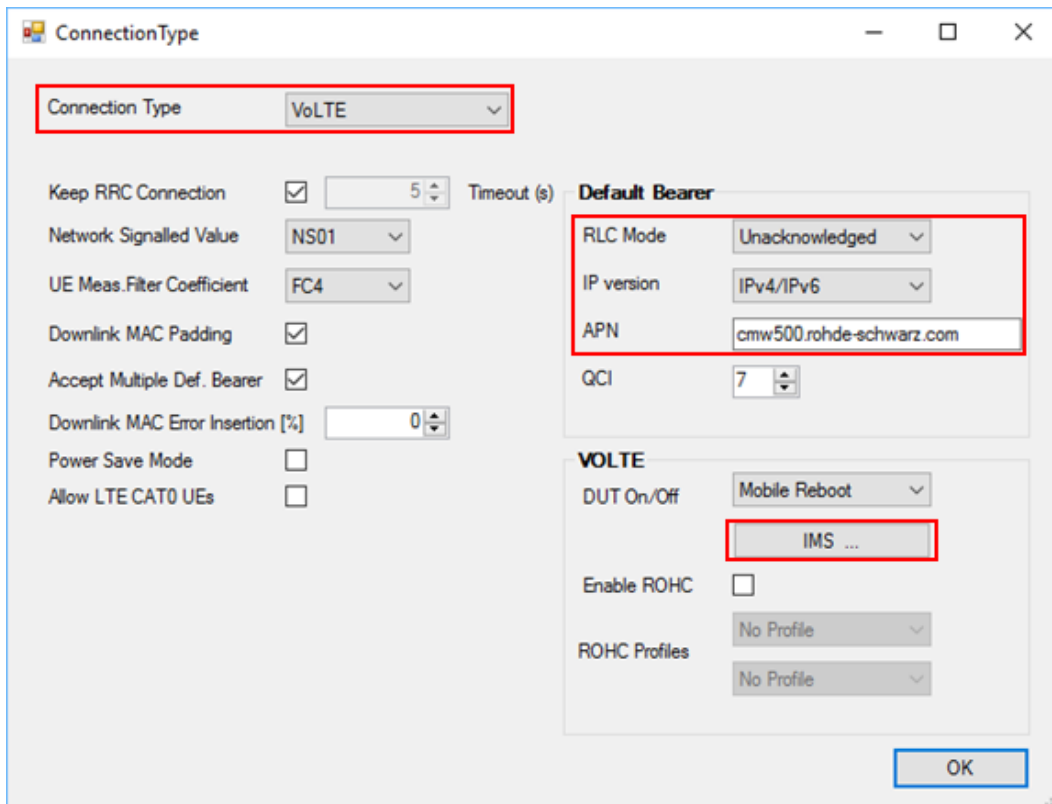 ConnectionType
Connection Type VoLTE
Keep RRC Connection 5 Timeout (s)
Network Signalled Value NS01
UE Meas.Filter Coefficient FC4
Downlink MAC Padding
Accept Multiple Def. Bearer
Downlink MAC Error Insertion [%] 0
Power Save Mode
Allow LTE CAT0 UEs
Default Bearer
RLC Mode Unacknowledged
IP version IPv4/IPv6
APN cmw500.rohde-schwarz.com
QCI 7
VOLTE
DUT On/Off Mobile Reboot
IMS ...
Enable ROHC
ROHC Profiles No Profile
No Profile
OK